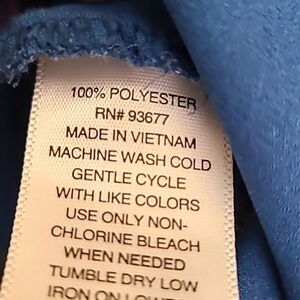 100% POLYESTER
RN# 93677
MADE IN VIETNAM
MACHINE WASH COLD
GENTLE CYCLE
WITH LIKE COLORS
USE ONLY NON-
CHLORINE BLEACH
WHEN NEEDED
TUMBLE DRY LOW
IRON ON